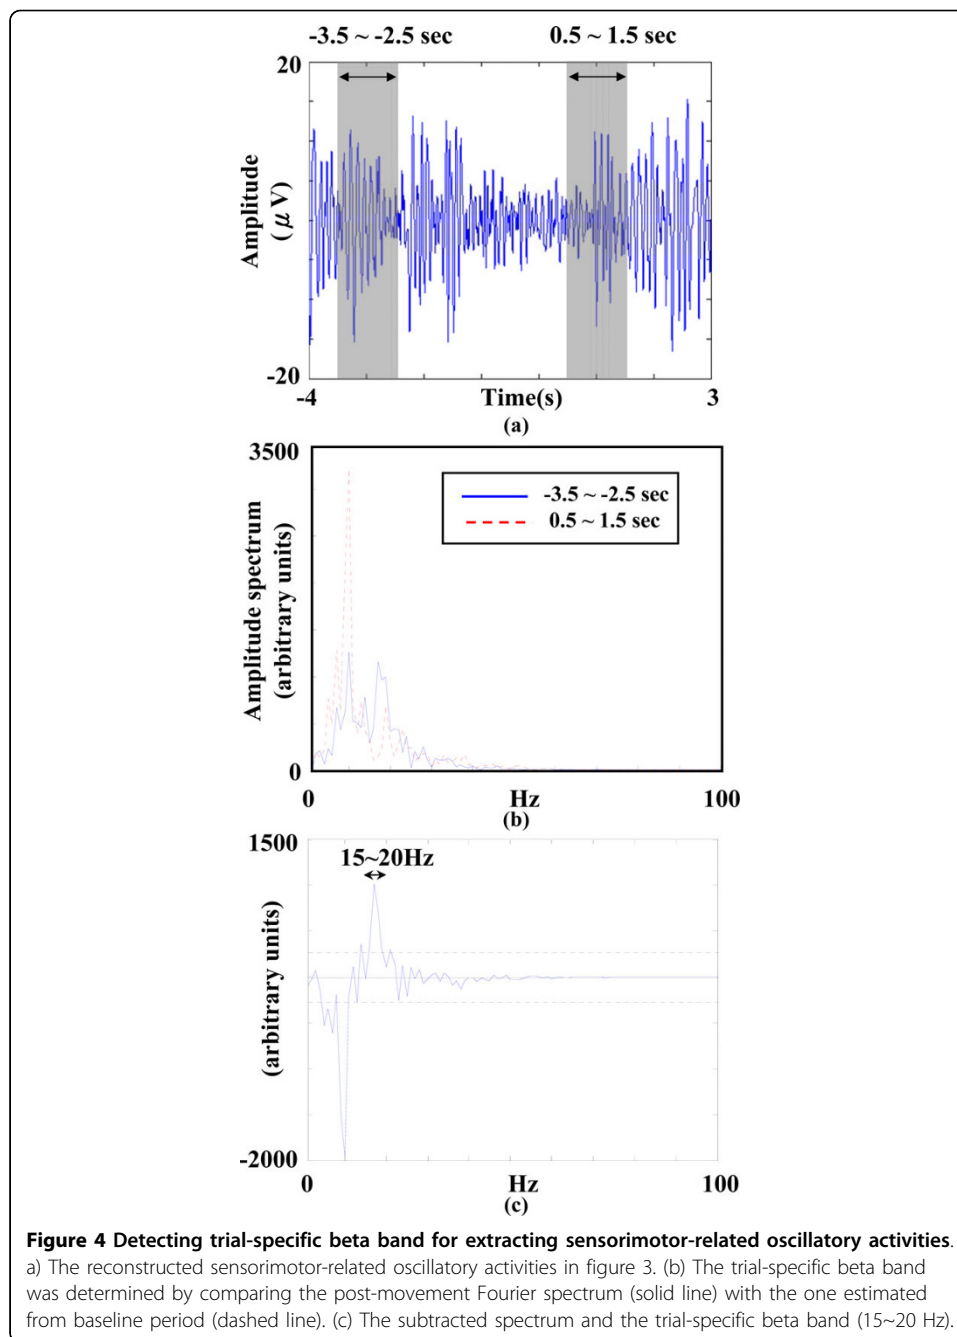 -3.5 ~ -2.5 sec
0.5 ~ 1.5 sec
20
Amplitude
(μV)
-20
-4
Time(s)
3
(a)
3500
-3.5 ~ -2.5 sec
0.5 ~ 1.5 sec
Amplitude spectrum
(arbitrary units)
0
0
Hz
100
(b)
1500
15~20Hz
(arbitrary units)
-2000
0
Hz
100
(c)
Figure 4 Detecting trial-specific beta band for extracting sensorimotor-related oscillatory activities.
a) The reconstructed sensorimotor-related oscillatory activities in figure 3. (b) The trial-specific beta band
was determined by comparing the post-movement Fourier spectrum (solid line) with the one estimated
from baseline period (dashed line). (c) The subtracted spectrum and the trial-specific beta band (15~20 Hz).